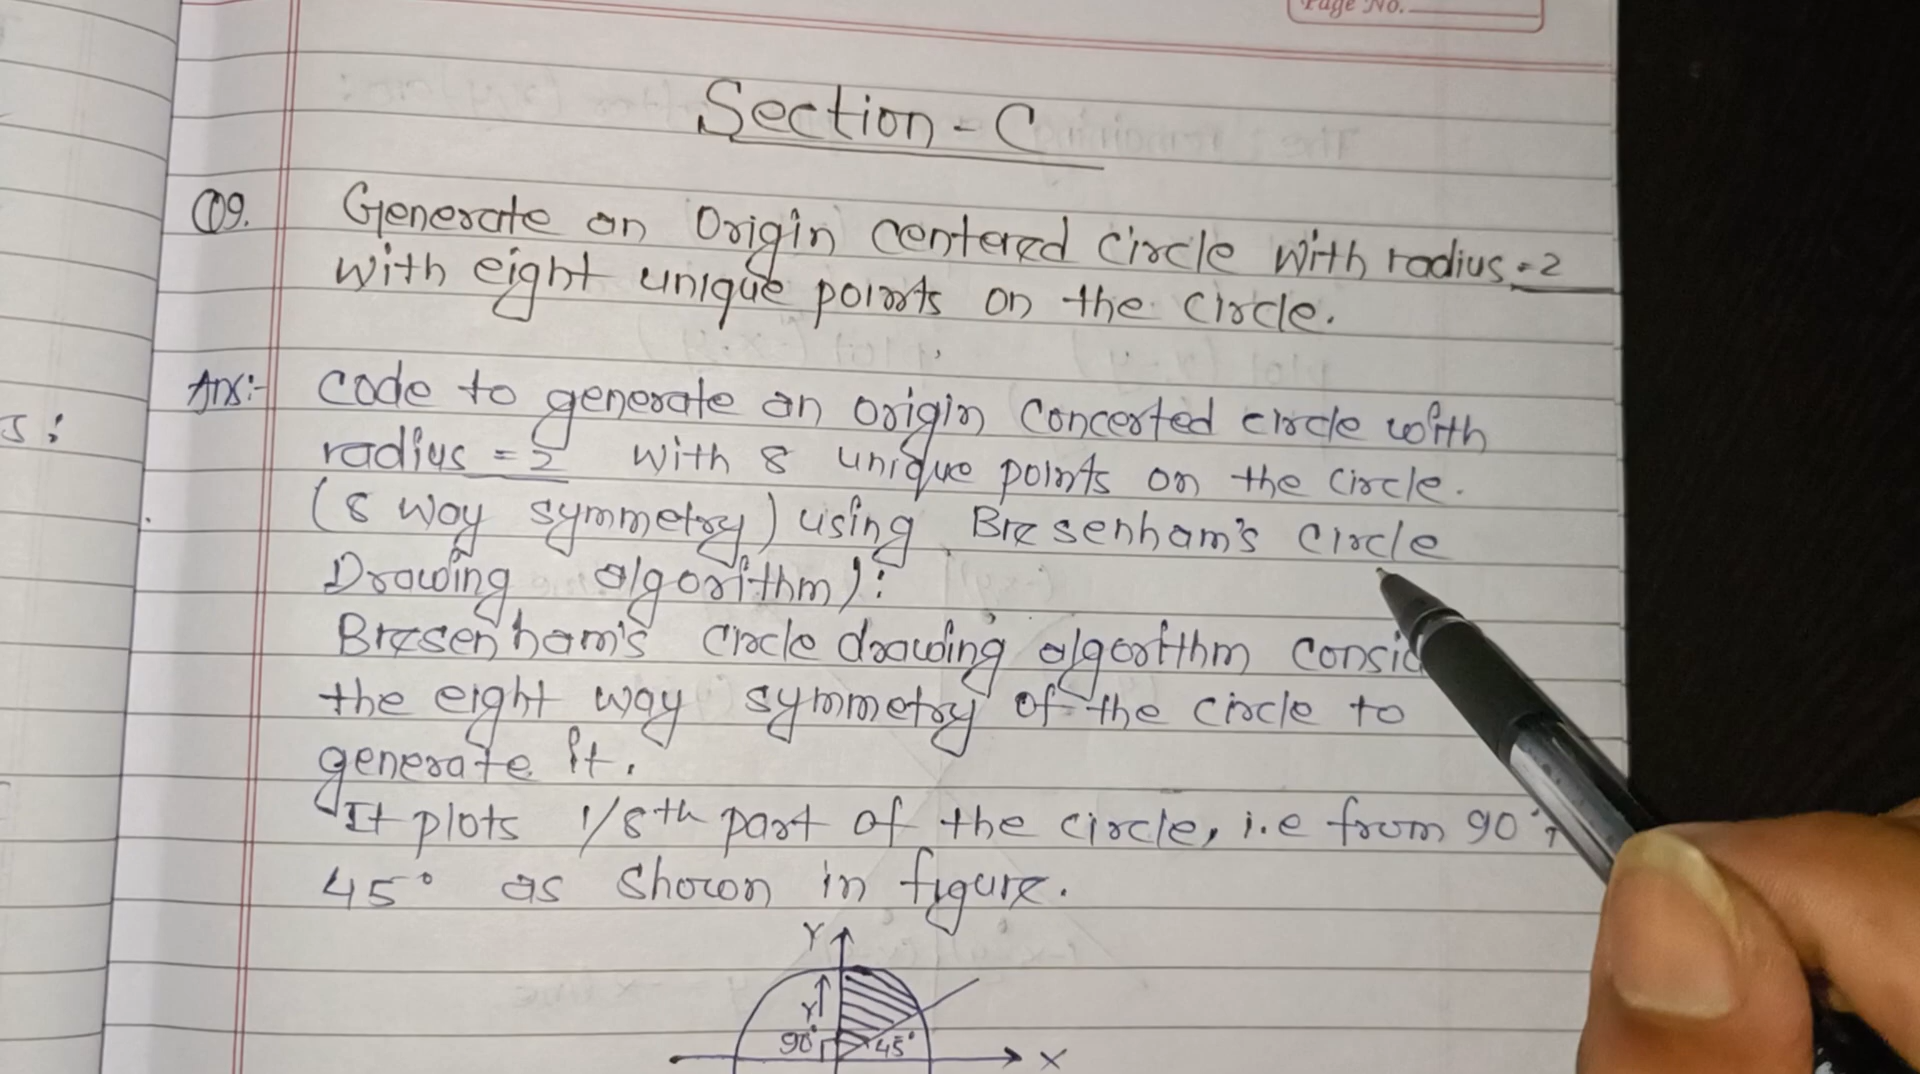 Page No.
Section - C
Q9. Generate an Origin centered circle with radius = 2
with eight unique points on the circle.
Ans:- code to generate an origin concerted circle with
radius = 2 with 8 unique points on the circle.
(8 way symmetry) using Bresenham's circle
Drawing algorithm):
Bresenham's circle drawing algorithm consid
the eight way symmetry of the circle to
generate it.
It plots 1/8th part of the circle, i.e from 90°
45° as shown in figure.
Y
Y
90° 45°
X